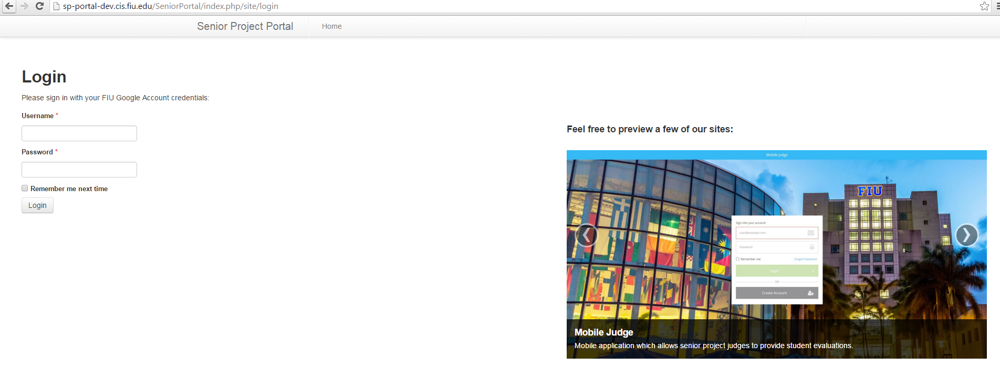 sp-portal-dev.cis.fiu.edu/SeniorPortal/index.php/site/login
Senior Project Portal
Home
Login
Please sign in with your FIU Google Account credentials:
Username *
Password *
Remember me next time
Login
Feel free to preview a few of our sites:
Mobile Judge
FIU
Sign into your account
user@example.com
Password
Remember me
Forgot Password
Login
OR
Create Account
Mobile Judge
Mobile application which allows senior project judges to provide student evaluations.